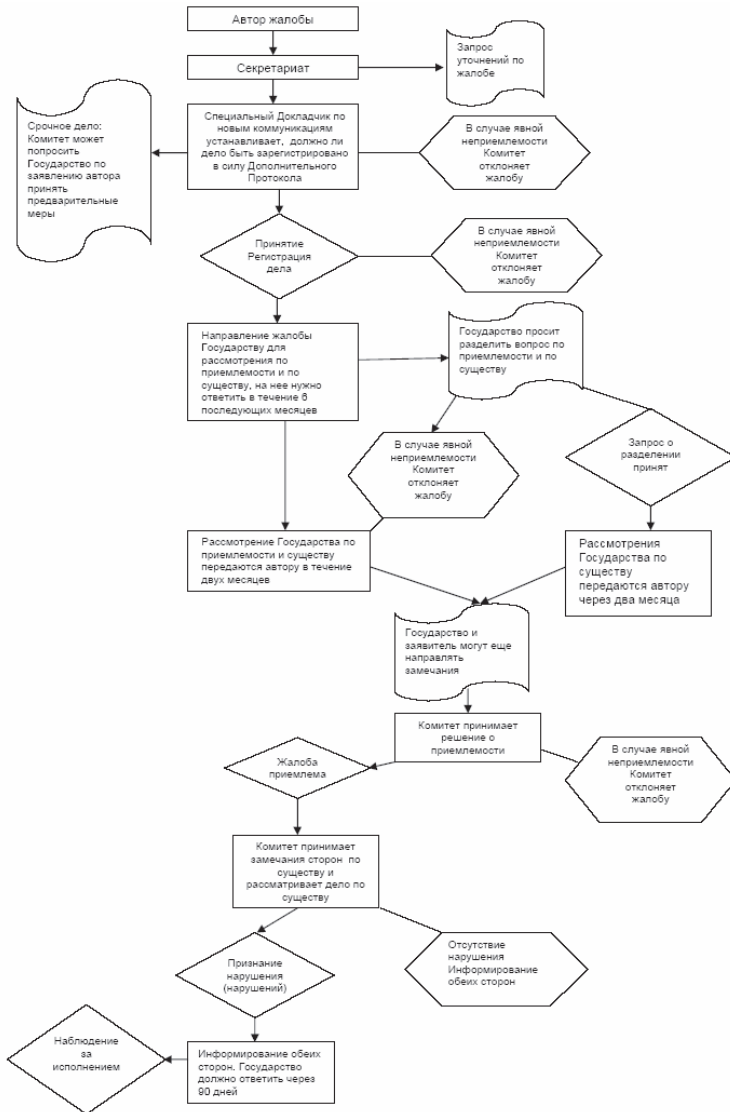 Автор жалобы
Секретариат
Запрос
уточнений по
жалобе
Срочное дело:
Комитет может
попросить
Государство по
заявлению автора
принять
предварительные
меры
Специальный Докладчик по
новым коммуникациям
устанавливает, должно ли
дело быть зарегистрировано
в силу Дополнительного
Протокола
В случае явной
неприемлемости
Комитет
отклоняет
жалобу
Принятие
Регистрация
дела
В случае явной
неприемлемости
Комитет
отклоняет
жалобу
Направление жалобы
Государству для
рассмотрения по
приемлемости и по
существу, на нее нужно
ответить в течение 6
последующих месяцев
Государство просит
разделить вопрос по
приемлемости и по
существу
В случае явной
неприемлемости
Комитет
отклоняет
жалобу
Запрос о
разделении
принят
Рассмотрение Государства по
приемлемости и существу
передаются автору в течение
двух месяцев
Рассмотрения
Государства по
существу
передаются автору
через два месяца
Государство и
заявитель могут еще
направлять
замечания
Комитет принимает
решение о
приемлемости
Жалоба
приемлема
В случае явной
неприемлемости
Комитет
отклоняет
жалобу
Комитет принимает
замечания сторон по
существу и
рассматривает дело по
существу
Признание
нарушения
(нарушений)
Отсутствие
нарушения
Информирование
обеих сторон
Наблюдение
за
исполнением
Информирование обеих
сторон. Государство
должно ответить через
90 дней